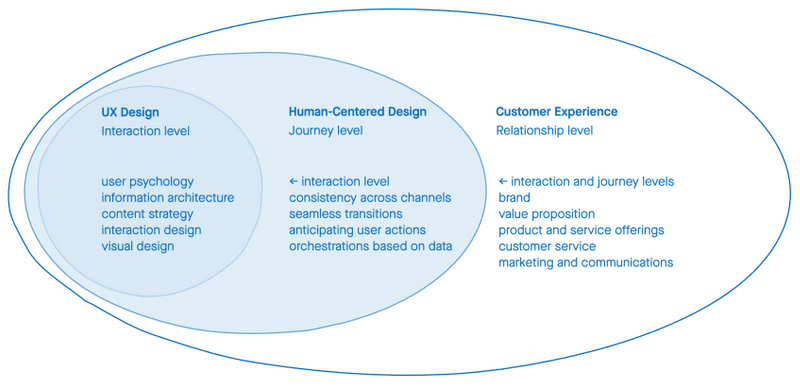 UX Design
Interaction level
user psychology
information architecture
content strategy
interaction design
visual design
Human-Centered Design
Journey level
← interaction level
consistency across channels
seamless transitions
anticipating user actions
orchestrations based on data
Customer Experience
Relationship level
← interaction and journey levels
brand
value proposition
product and service offerings
customer service
marketing and communications